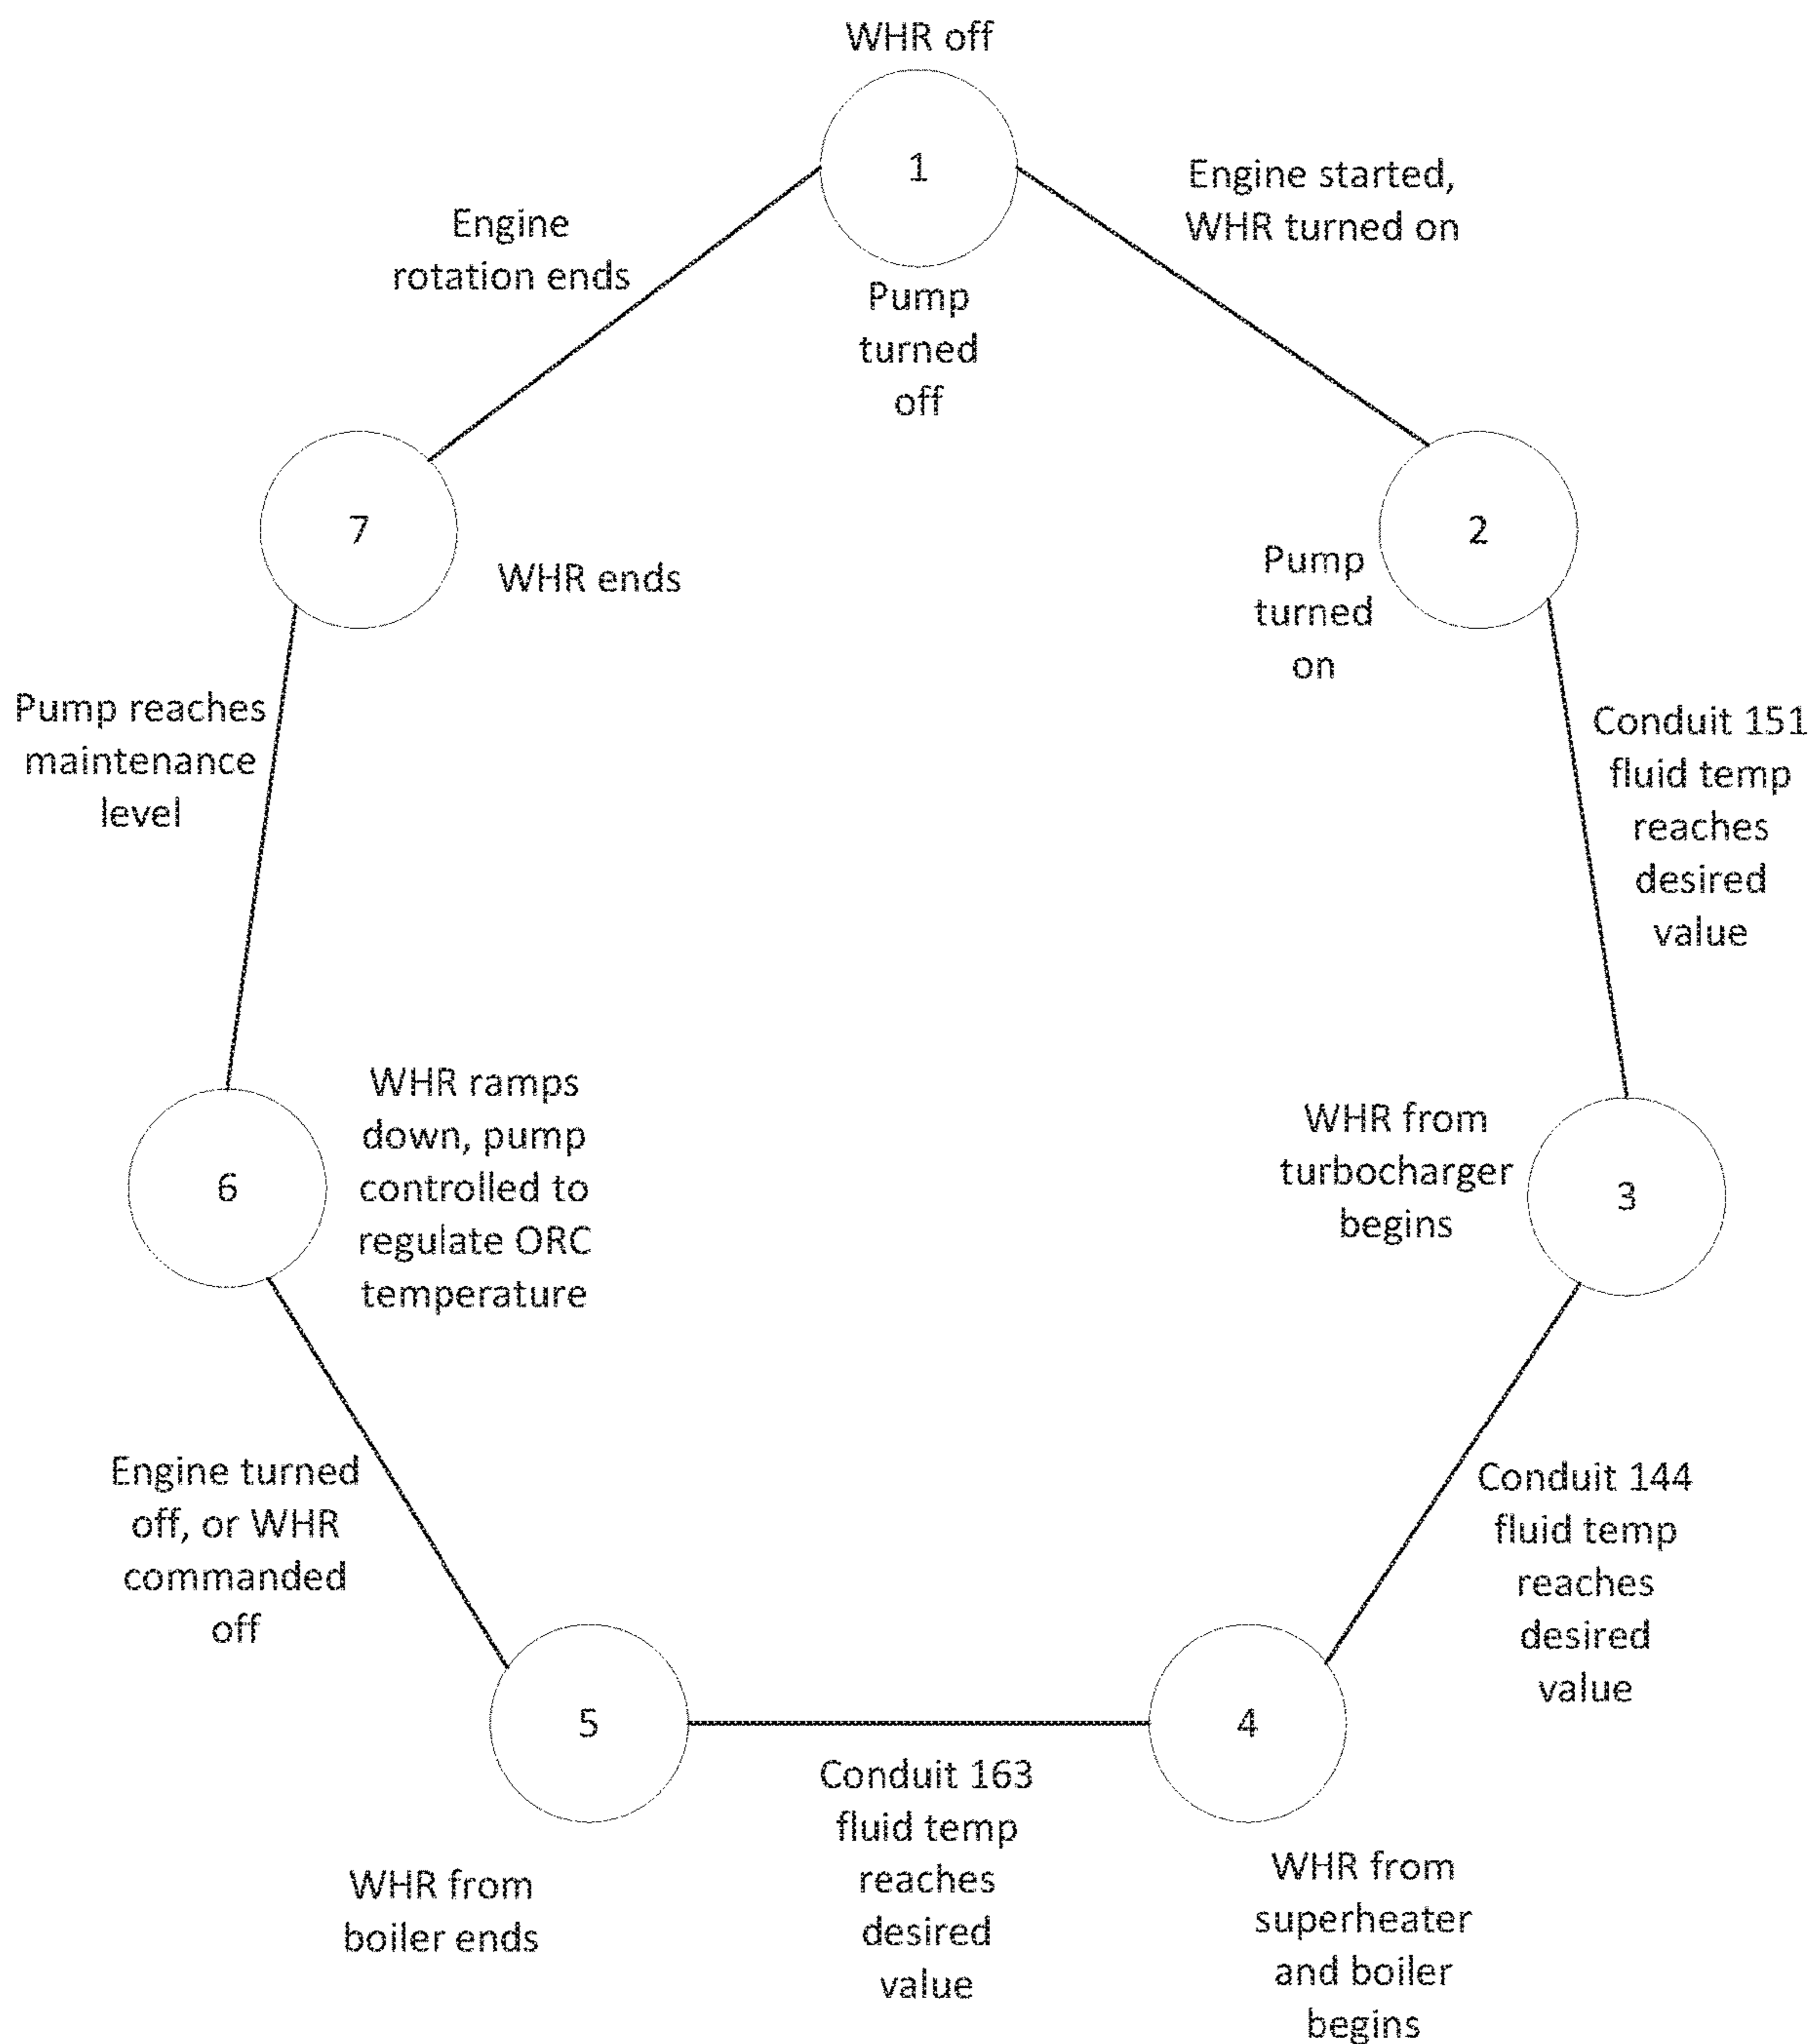 WHR off
1
Pump
turned
off
Engine started,
WHR turned on
2
Pump
turned
on
Conduit 151
fluid temp
reaches
desired
value
3
WHR from
turbocharger
begins
Conduit 144
fluid temp
reaches
desired
value
4
WHR from
superheater
and boiler
begins
Conduit 163
fluid temp
reaches
desired
value
5
WHR from
boiler ends
Engine turned
off, or WHR
commanded
off
6
WHR ramps
down, pump
controlled to
regulate ORC
temperature
Pump reaches
maintenance
level
7
WHR ends
Engine
rotation ends